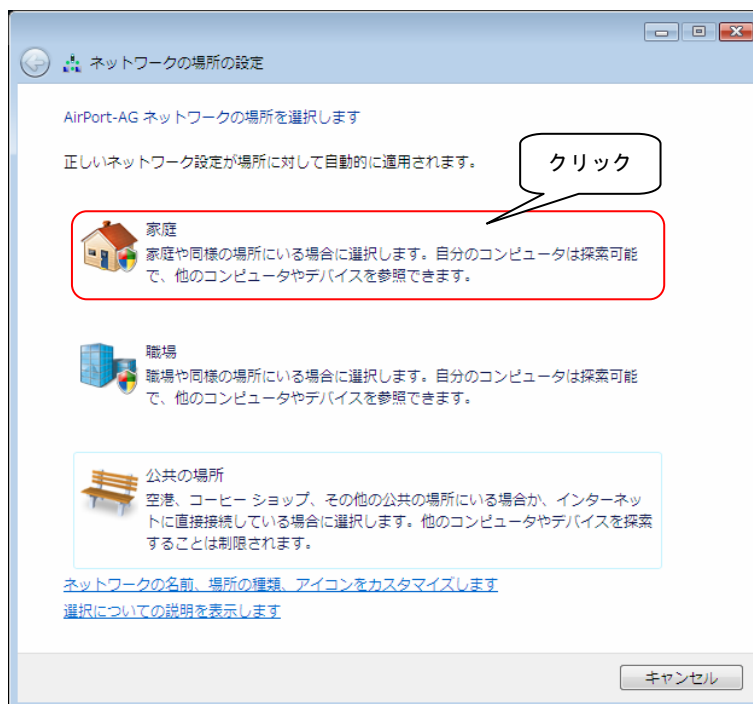 ネットワークの場所の設定
AirPort-AG ネットワークの場所を選択します
正しいネットワーク設定が場所に対して自動的に適用されます。
クリック
家庭
家庭や同様の場所にいる場合に選択します。自分のコンピュータは探索可能
で、他のコンピュータやデバイスを参照できます。
職場
職場や同様の場所にいる場合に選択します。自分のコンピュータは探索可能
で、他のコンピュータやデバイスを参照できます。
公共の場所
空港、コーヒー ショップ、その他の公共の場所にいる場合か、インターネッ
トに直接接続している場合に選択します。他のコンピュータやデバイスを探索
することは制限されます。
ネットワークの名前、場所の種類、アイコンをカスタマイズします
選択についての説明を表示します
キャンセル